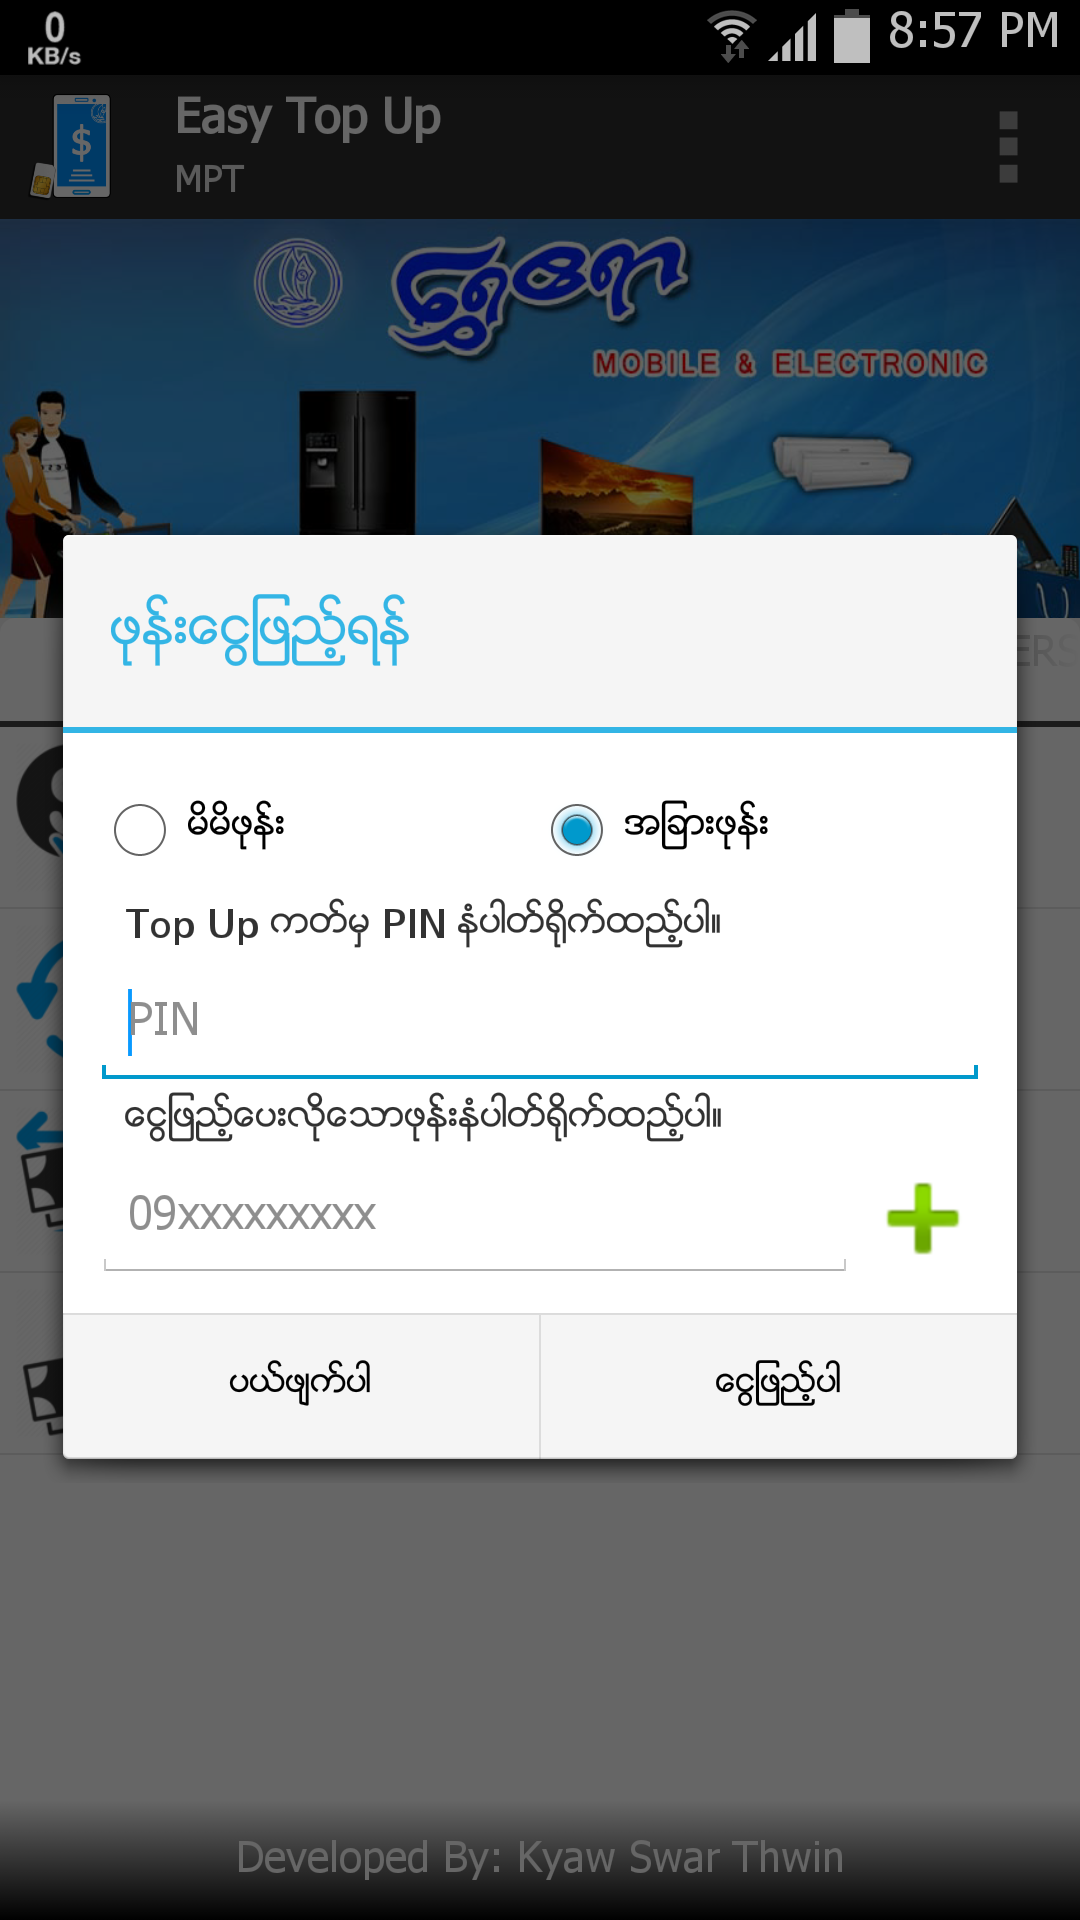 0
KB/s
8:57 PM
Easy Top Up
MPT
ရွှေဧရာ
MOBILE & ELECTRONIC
ဖုန်းငွေဖြည့်ရန်
မိမိဖုန်း
အခြားဖုန်း
Top Up ကတ်မှ PIN နံပါတ်ရိုက်ထည့်ပါ။
PIN
ငွေဖြည့်ပေးလိုသောဖုန်းနံပါတ်ရိုက်ထည့်ပါ။
09xxxxxxxxx
ပယ်ဖျက်ပါ
ငွေဖြည့်ပါ
Developed By: Kyaw Swar Thwin